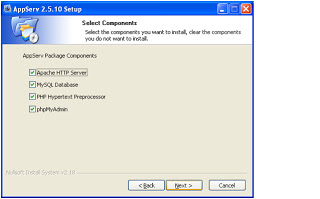 AppServ 2.5.10 Setup
Select Components
Select the components you want to install, clear the components
you do not want to install.
AppServ Package Components
Apache HTTP Server
MySQL Database
PHP Hypertext Preprocessor
phpMyAdmin
Nullsoft Install System v2.18
< Back
Next >
Cancel